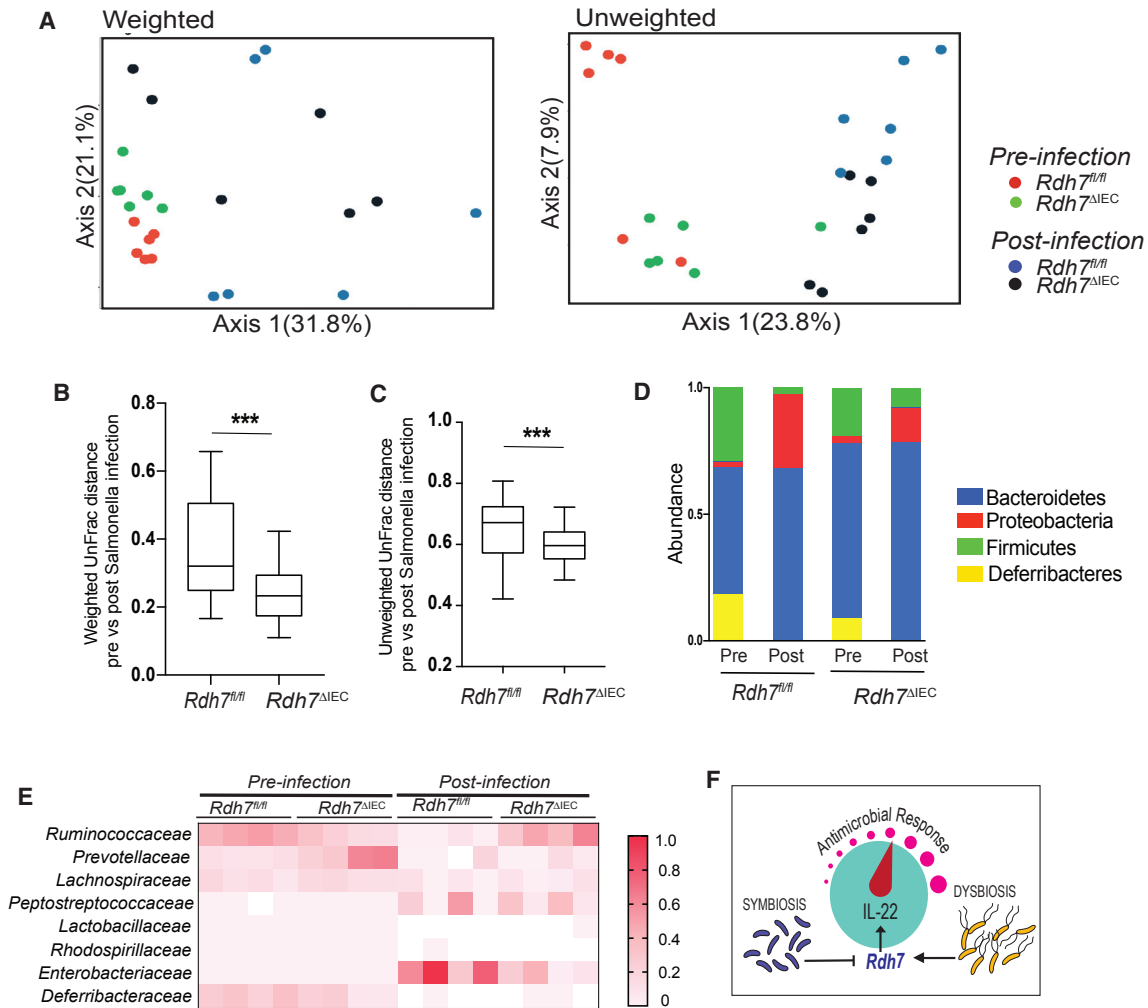 A
Weighted
Axis 2(21.1%)
Axis 1(31.8%)
Unweighted
Axis 2(7.9%)
Axis 1(23.8%)
Pre-infection
Rdh7fl/fl
Rdh7ΔIEC
Post-infection
Rdh7fl/fl
Rdh7ΔIEC
B
Weighted UnFrac distance
pre vs post Salmonella infection
0.8
0.6
0.4
0.2
0.0
***
Rdh7fl/fl
Rdh7ΔIEC
C
Unweighted UniFrac distance
pre vs post Salmonella infection
1.0
0.8
0.6
0.4
0.2
***
Rdh7fl/fl
Rdh7ΔIEC
D
Abundance
1.0
0.5
0.0
Pre Post Pre Post
Rdh7fl/fl Rdh7ΔIEC
Bacteroidetes
Proteobacteria
Firmicutes
Deferribacteres
E
Pre-infection Post-infection
Rdh7fl/fl Rdh7ΔIEC Rdh7fl/fl Rdh7ΔIEC
Ruminococcaceae
Prevotellaceae
Lachnospiraceae
Peptostreptococcaceae
Lactobacillaceae
Rhodospirillaceae
Enterobacteriaceae
Deferribacteraceae
1.0
0.8
0.6
0.4
0.2
0
F
Antimicrobial Response
IL-22
SYMBIOSIS
DYSBIOSIS
Rdh7